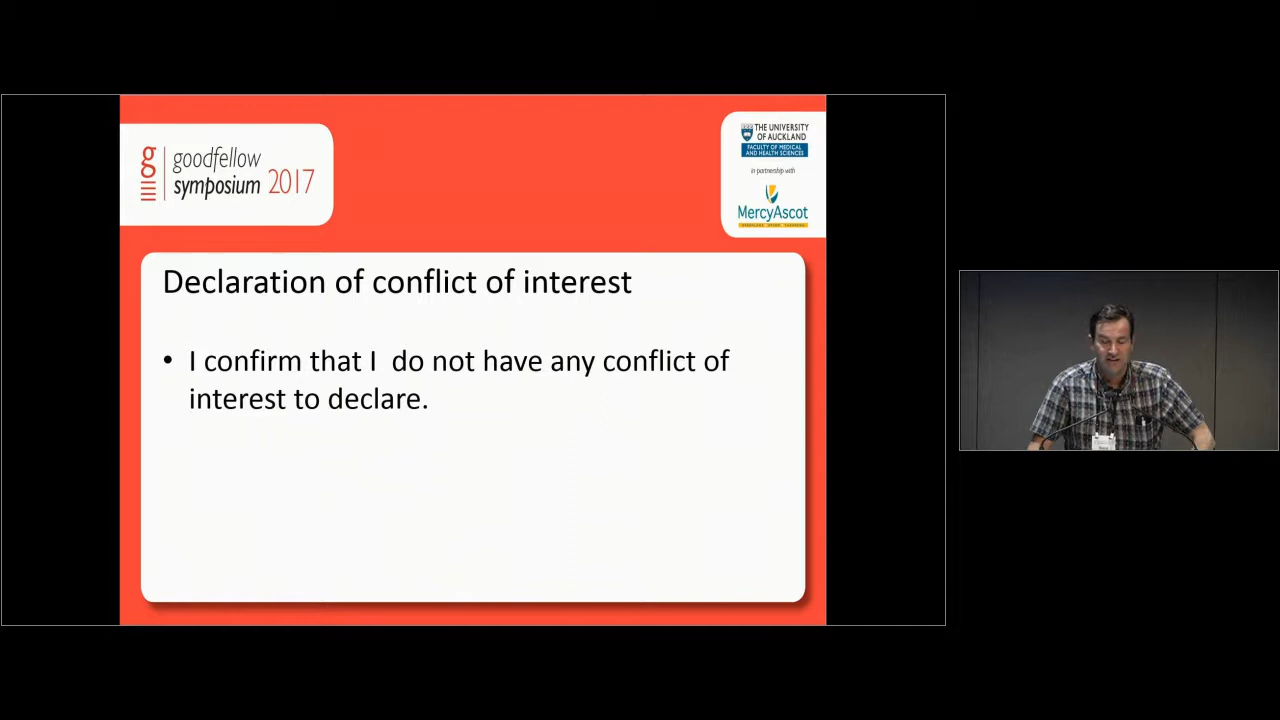 goodfellow
symposium 2017
THE UNIVERSITY
OF AUCKLAND
FACULTY OF MEDICAL
AND HEALTH SCIENCES
in partnership with
MercyAscot
Declaration of conflict of interest
• I confirm that I  do not have any conflict of
interest to declare.